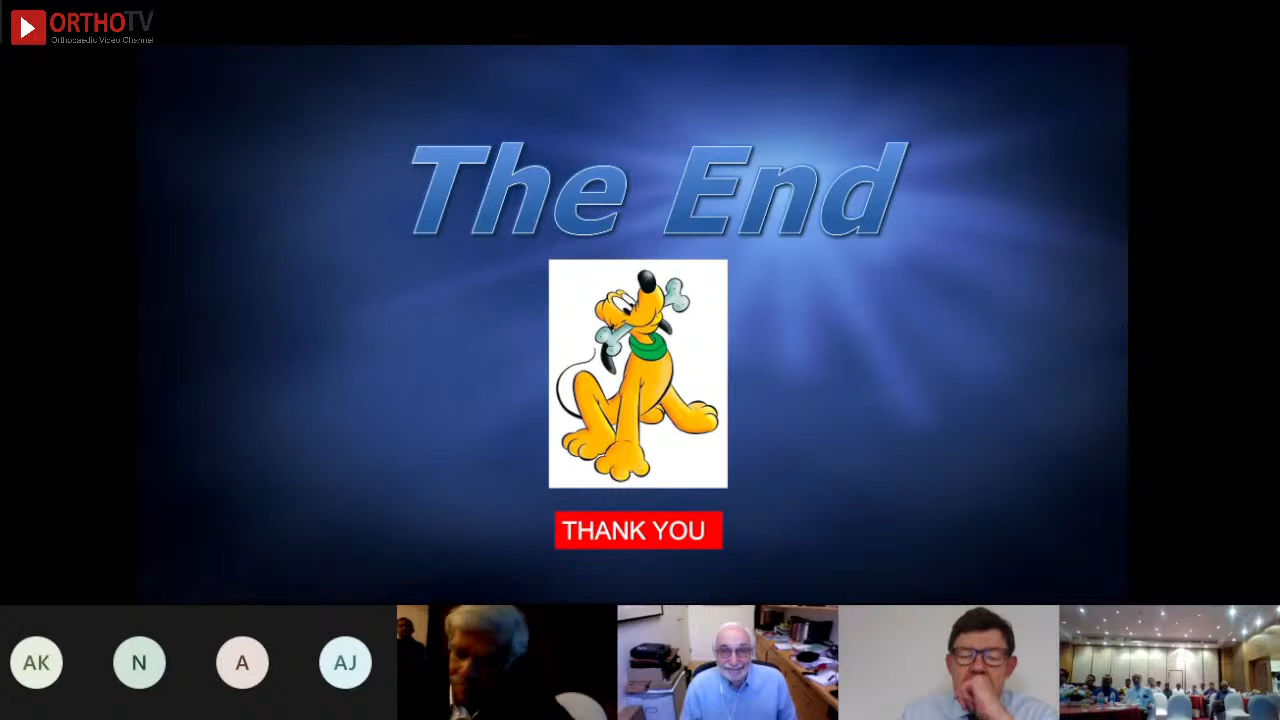 ORTHOTV
Orthopaedic Video Channel
The End
THANK YOU
AK
N
A
AJ